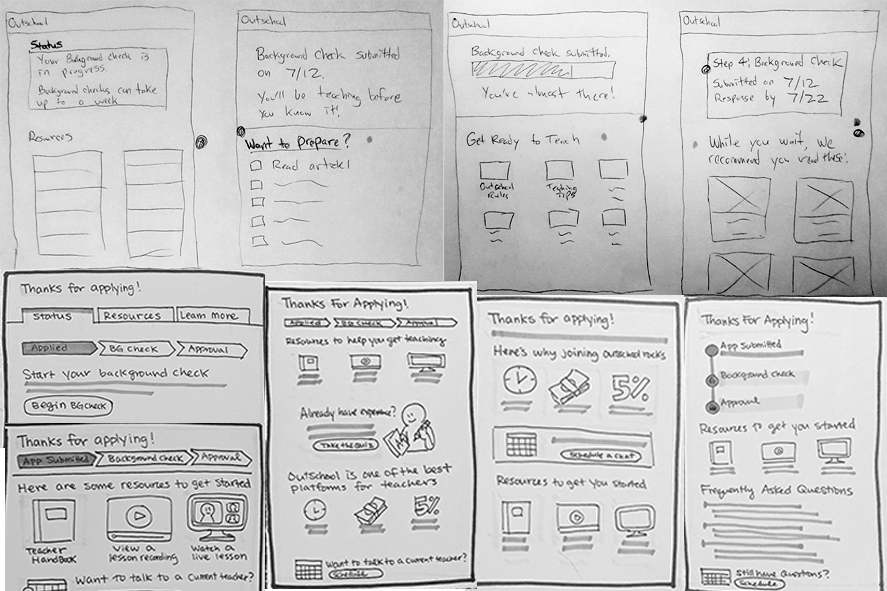 Outschool
Status
Your Background check is
in progress.
Background checks can take
up to a week
Resources
Outschool
Background Check submitted
on 7/12.
You'll be teaching before
you know it!
Want to Prepare?
Read article 1
Outschool
Background check submitted.
You're almost there!
Get Ready to Teach
Outschool
Rules
Teaching
Tips
Outschool
Step 4: Background Check
Submitted on 7/12
Response by 7/22
While you wait, we
recommend you read these:
Thanks for applying!
Status
Resources
Learn More
Applied
BG Check
Approval
Start your background check
Begin BG Check
Thanks for applying!
App Submitted
Background check
Approval
Here are some resources to get started
Teacher
Handbook
View a
lesson recording
Watch a
live lesson
Want to talk to a current teacher?
Thanks For Applying!
Applied
BG Check
Approval
Resources to help you get teaching
Already have experience?
Take the Quiz
Outschool is one of the best
platforms for teachers
5%
Want to talk to a current teacher?
Schedule
Thanks for applying!
Here's why joining Outschool rocks
5%
Schedule a chat
Resources to get you started
Thanks For Applying!
App Submitted
Background Check
Approval
Resources to get you started
Frequently Asked Questions
Still have Questions?
Schedule